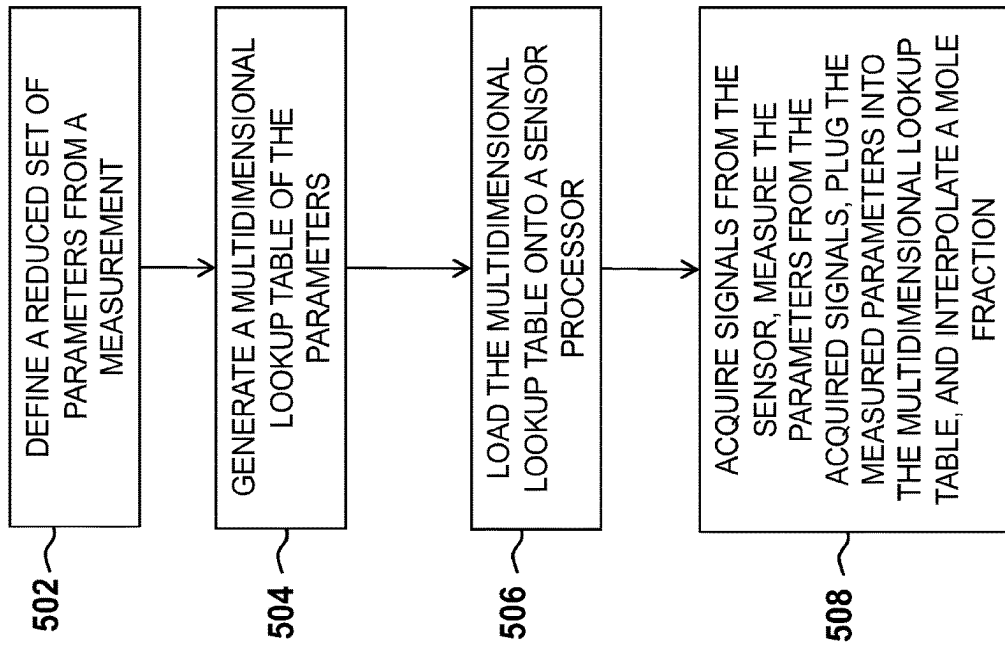 502
DEFINE A REDUCED SET OF
PARAMETERS FROM A
MEASUREMENT
504
GENERATE A MULTIDIMENSIONAL
LOOKUP TABLE OF THE
PARAMETERS
506
LOAD THE MULTIDIMENSIONAL
LOOKUP TABLE ONTO A SENSOR
PROCESSOR
508
ACQUIRE SIGNALS FROM THE
SENSOR, MEASURE THE
PARAMETERS FROM THE
ACQUIRED SIGNALS, PLUG THE
MEASURED PARAMETERS INTO
THE MULTIDIMENSIONAL LOOKUP
TABLE, AND INTERPOLATE A MOLE
FRACTION